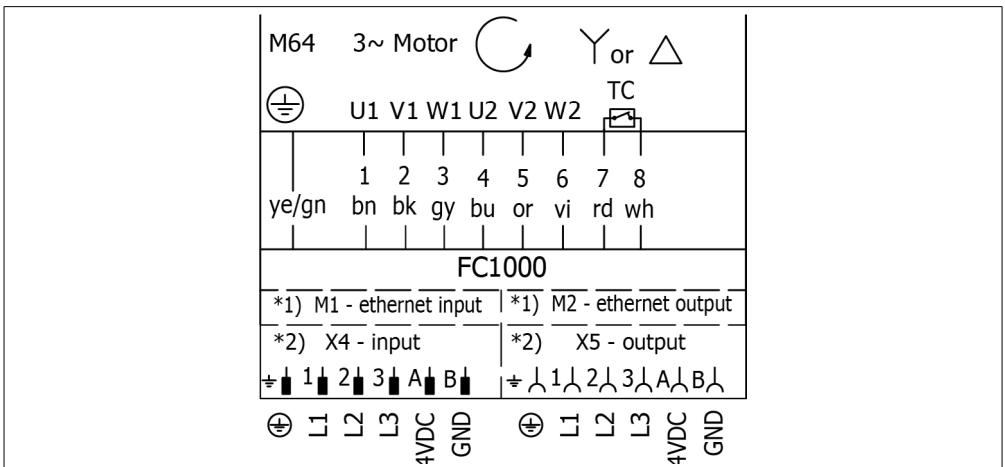 M64 3~ Motor or
TC
U1 V1 W1 U2 V2 W2
1 2 3 4 5 6 7 8
ye/gn bn bk gy bu or vi rd wh
FC1000
*1) M1 - ethernet input *1) M2 - ethernet output
*2) X4 - input *2) X5 - output
1 2 3 A B 1 2 3 A B
L1 L2 L3 4VDC GND L1 L2 L3 4VDC GND